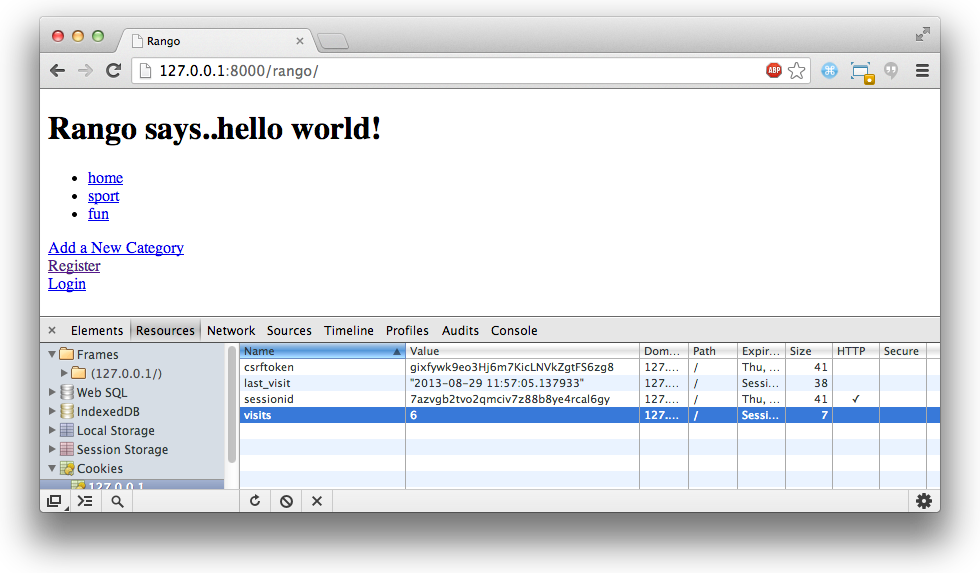 Rango
127.0.0.1:8000/rango/
ABP
Rango says..hello world!
home
sport
fun
Add a New Category
Register
Login
Elements Resources Network Sources Timeline Profiles Audits Console
Frames
(127.0.0.1/)
Web SQL
IndexedDB
Local Storage
Session Storage
Cookies
127.0.0.1
Name Value Dom... Path Expir... Size HTTP Secure
csrftoken gixfywk9eo3Hj6m7KicLNVkZgtFS6zg8 127.... / Thu, ... 41
last_visit "2013-08-29 11:57:05.137933" 127.... / Sessi... 38
sessionid 7azvgb2tvo2qmciv7z88b8ye4rcal6gy 127.... / Thu, ... 41 ✓
visits 6 127.... / Sessi... 7